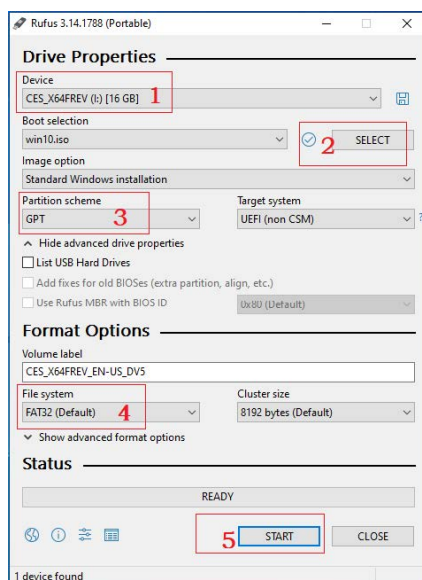 Rufus 3.14.1788 (Portable)
Drive Properties
Device
CES_X64FREV (I:) [16 GB] 1
Boot selection
win10.iso 2 SELECT
Image option
Standard Windows installation
Partition scheme Target system
GPT 3 UEFI (non CSM) ?
Hide advanced drive properties
List USB Hard Drives
Add fixes for old BIOSes (extra partition, align, etc.)
Use Rufus MBR with BIOS ID 0x80 (Default)
Format Options
Volume label
CES_X64FREV_EN-US_DV5
File system Cluster size
FAT32 (Default) 4 8192 bytes (Default)
Show advanced format options
Status
READY
5 START CLOSE
1 device found